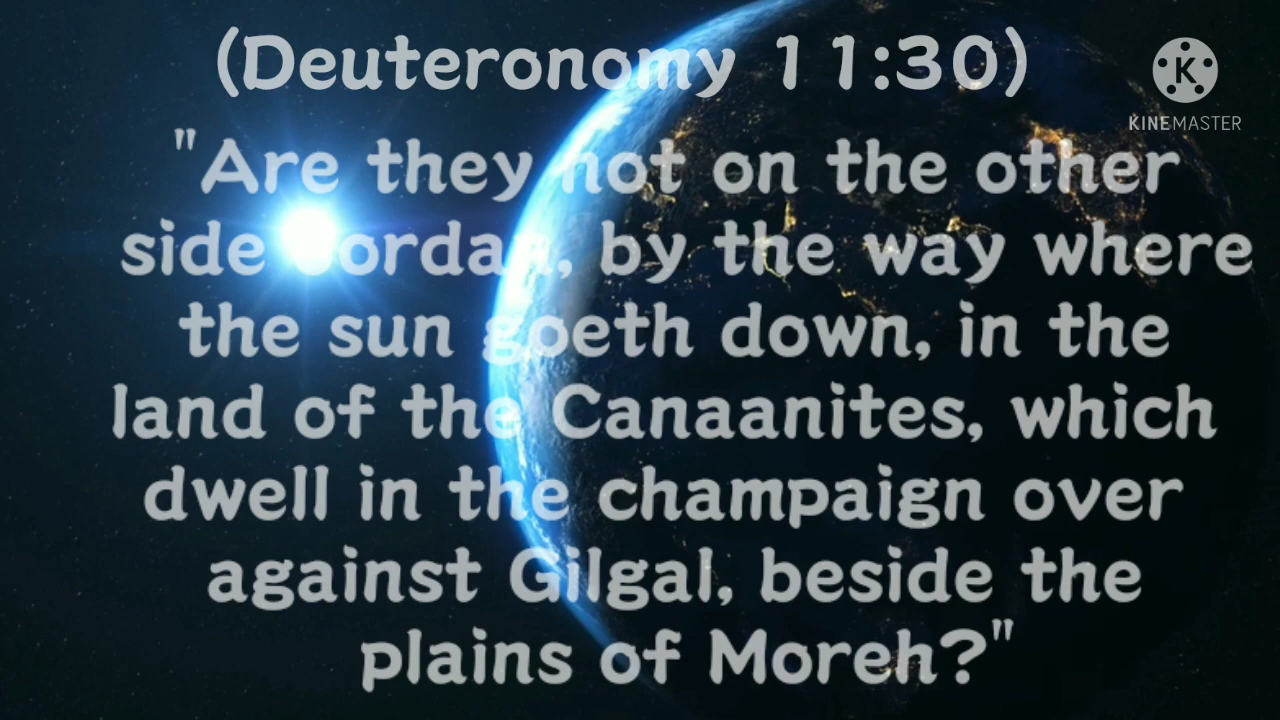 (Deuteronomy 11:30)
K
KINEMASTER
"Are they not on the other
side Jordan, by the way where
the sun goeth down, in the
land of the Canaanites, which
dwell in the champaign over
against Gilgal, beside the
plains of Moreh?"